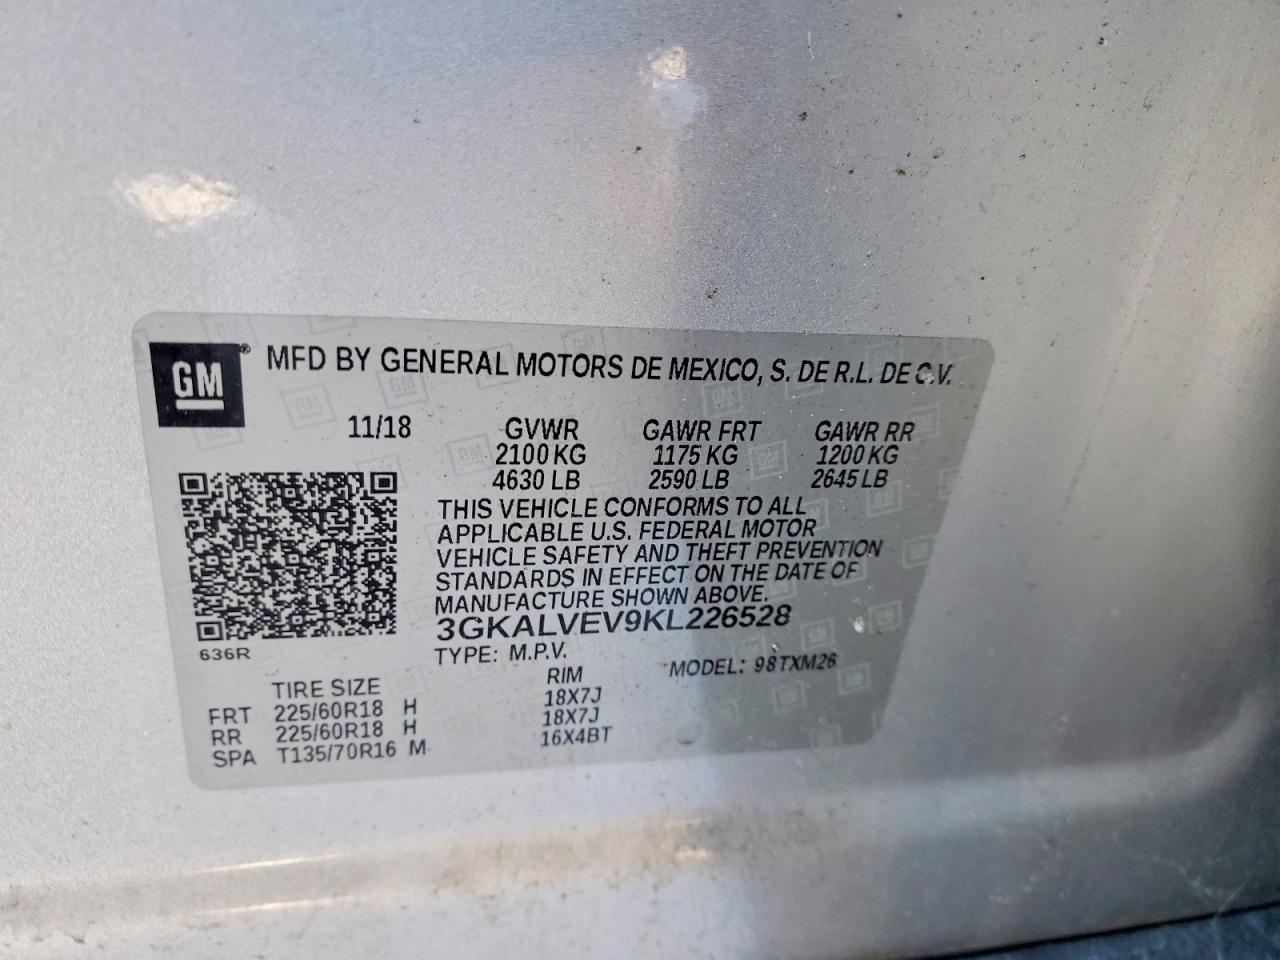 GM® MFD BY GENERAL MOTORS DE MEXICO, S. DE R.L. DE C.V.
11/18 GVWR GAWR FRT GAWR RR
2100 KG 1175 KG 1200 KG
4630 LB 2590 LB 2645 LB
THIS VEHICLE CONFORMS TO ALL
APPLICABLE U.S. FEDERAL MOTOR
VEHICLE SAFETY AND THEFT PREVENTION
STANDARDS IN EFFECT ON THE DATE OF
MANUFACTURE SHOWN ABOVE.
3GKALVEV9KL226528
636R
TYPE: M.P.V. MODEL: 98TXM26
TIRE SIZE RIM
FRT 225/60R18 H 18X7J
RR 225/60R18 H 18X7J
SPA T135/70R16 M 16X4BT